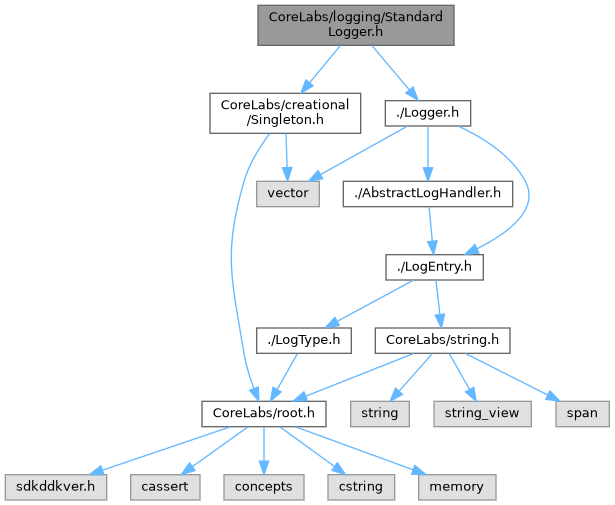 CoreLabs/logging/Standard
Logger.h
CoreLabs/creational
/Singleton.h
./Logger.h
vector
./AbstractLogHandler.h
./LogEntry.h
./LogType.h
CoreLabs/string.h
CoreLabs/root.h
string
string_view
span
sdkddkver.h
cassert
concepts
cstring
memory